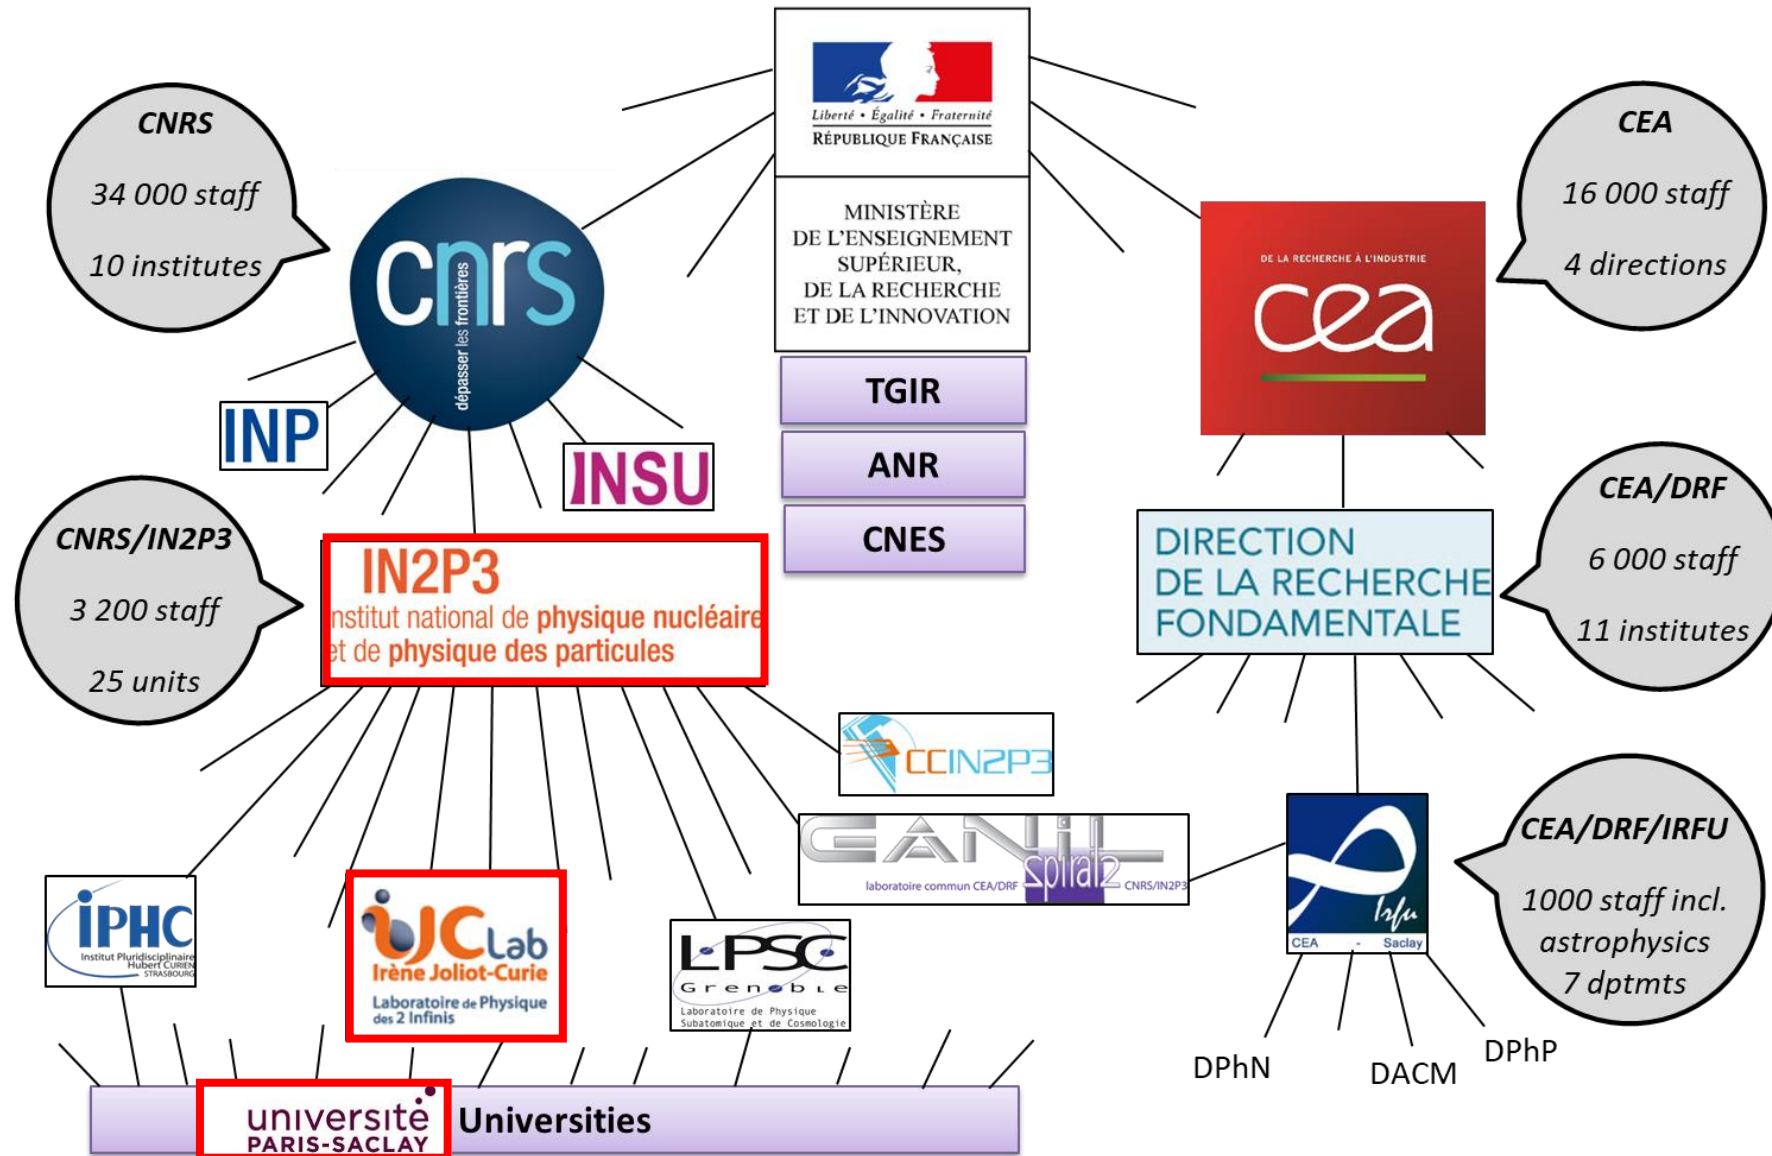 Liberté • Égalité • Fraternité
RÉPUBLIQUE FRANÇAISE
MINISTÈRE
DE L'ENSEIGNEMENT
SUPÉRIEUR,
DE LA RECHERCHE
ET DE L'INNOVATION
TGIR
ANR
CNES
CNRS
34 000 staff
10 institutes
cnrs
dépasser les frontières
CEA
16 000 staff
4 directions
DE LA RECHERCHE À L'INDUSTRIE
cea
INP
INSU
CNRS/IN2P3
3 200 staff
25 units
IN2P3
nstitut national de physique nucléaire
et de physique des particules
DIRECTION
DE LA RECHERCHE
FONDAMENTALE
CEA/DRF
6 000 staff
11 institutes
CCIN2P3
GANIL
spiral2
laboratoire commun CEA/DRF CNRS/IN2P3
Irfu
CEA - Saclay
CEA/DRF/IRFU
1000 staff incl.
astrophysics
7 dptmts
iPHC
Institut Pluridisciplinaire
Hubert CURIEN
STRASBOURG
iJCLab
Irène Joliot-Curie
Laboratoire de Physique
des 2 Infinis
LPSC
Grenoble
Laboratoire de Physique
Subatomique et de Cosmologie
DPhN
DACM
DPhP
université
PARIS-SACLAY
Universities